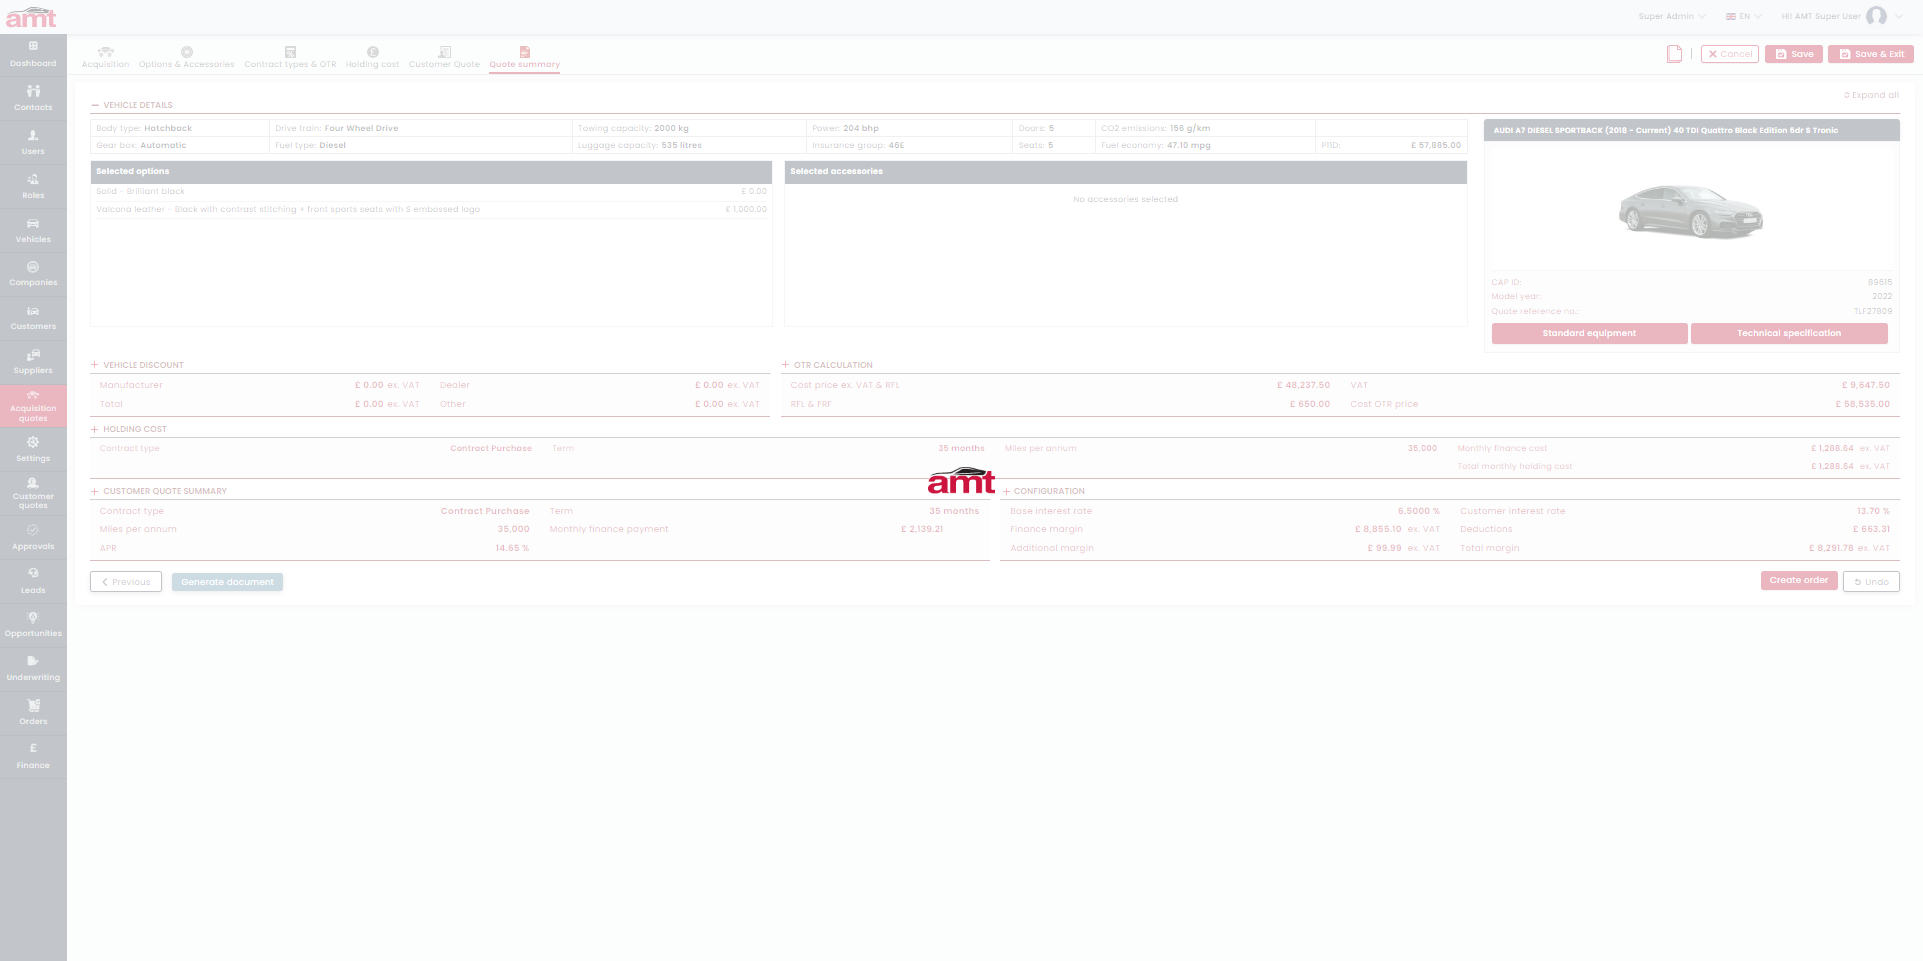 amt
Super Admin
EN
Hi! AMT Super User
Dashboard
Contacts
Users
Roles
Vehicles
Companies
Customers
Suppliers
Acquisition
quotes
Settings
Customer
quotes
Approvals
Leads
Opportunities
Underwriting
Orders
£
Finance
Acquisition
Options & Accessories
Contract types & OTR
Holding cost
Customer Quote
Quote summary
Cancel
Save
Save & Exit
Expand all
VEHICLE DETAILS
Body type: Hatchback Drive train: Four Wheel Drive Towing capacity: 2000 kg Power: 204 bhp Doors: 5 CO2 emissions: 156 g/km
Gear box: Automatic Fuel type: Diesel Luggage capacity: 535 litres Insurance group: 46E Seats: 5 Fuel economy: 47.10 mpg P11D: £ 57,885.00
Selected options
Solid - Brilliant black £ 0.00
Valcona leather - Black with contrast stitching + front sports seats with S embossed logo £ 1,000.00
Selected accessories
No accessories selected
AUDI A7 DIESEL SPORTBACK (2018 - Current) 40 TDI Quattro Black Edition 5dr S Tronic
CAP ID: 89615
Model year: 2022
Quote reference no.: TLF27809
Standard equipment
Technical specification
VEHICLE DISCOUNT
Manufacturer £ 0.00 ex. VAT Dealer £ 0.00 ex. VAT
Total £ 0.00 ex. VAT Other £ 0.00 ex. VAT
OTR CALCULATION
Cost price ex. VAT & RFL £ 48,237.50 VAT £ 9,647.50
RFL & FRF £ 650.00 Cost OTR price £ 58,535.00
HOLDING COST
Contract type Contract Purchase Term 35 months Miles per annum 35,000 Monthly finance cost £ 1,288.64 ex. VAT
Total monthly holding cost £ 1,288.64 ex. VAT
amt
CUSTOMER QUOTE SUMMARY
Contract type Contract Purchase Term 35 months
Miles per annum 35,000 Monthly finance payment £ 2,139.21
APR 14.65 %
CONFIGURATION
Base interest rate 6.5000 % Customer interest rate 13.70 %
Finance margin £ 8,855.10 ex. VAT Deductions £ 663.31
Additional margin £ 99.99 ex. VAT Total margin £ 8,291.78 ex. VAT
Previous
Generate document
Create order
Undo